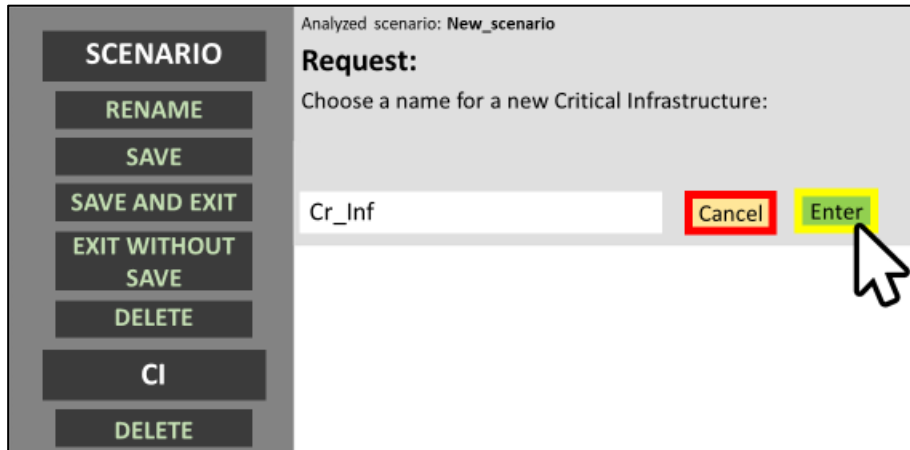 SCENARIO
RENAME
SAVE
SAVE AND EXIT
EXIT WITHOUT
SAVE
DELETE
CI
DELETE
Analyzed scenario: New_scenario
Request:
Choose a name for a new Critical Infrastructure:
Cr_Inf
Cancel
Enter